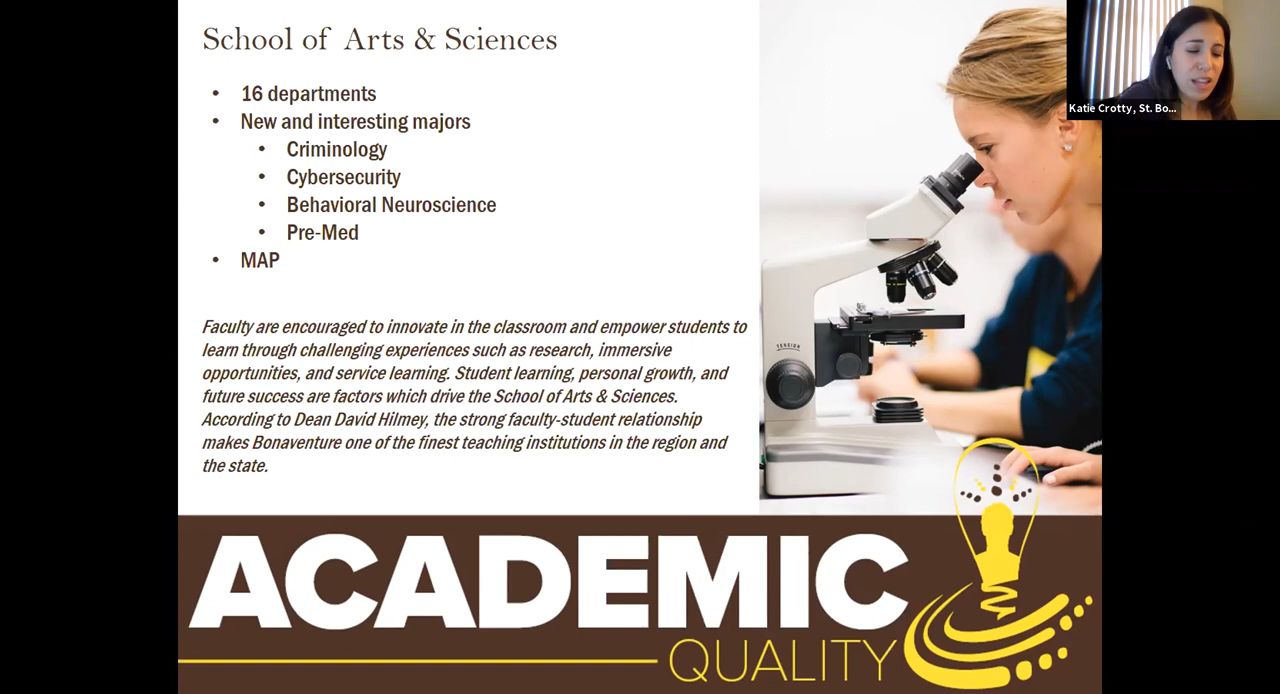 School of Arts & Sciences
• 16 departments
• New and interesting majors
• Criminology
• Cybersecurity
• Behavioral Neuroscience
• Pre-Med
• MAP
Faculty are encouraged to innovate in the classroom and empower students to
learn through challenging experiences such as research, immersive
opportunities, and service learning. Student learning, personal growth, and
future success are factors which drive the School of Arts & Sciences.
According to Dean David Hilmey, the strong faculty-student relationship
makes Bonaventure one of the finest teaching institutions in the region and
the state.
Katie Crotty, St. Bo...
TENSION
ACADEMIC
QUALITY